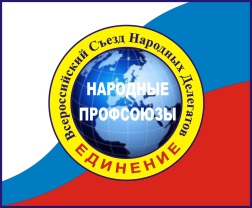 Всероссийский Съезд Народных Делегатов
НАРОДНЫЕ
ПРОФСОЮЗЫ
ЕДИНЕНИЕ